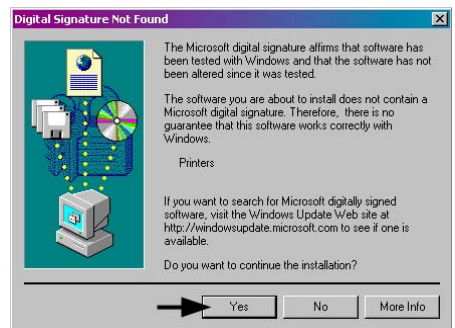 Digital Signature Not Found
The Microsoft digital signature affirms that software has
been tested with Windows and that the software has not
been altered since it was tested.
The software you are about to install does not contain a
Microsoft digital signature. Therefore, there is no
guarantee that this software works correctly with
Windows.
Printers
If you want to search for Microsoft digitally signed
software, visit the Windows Update Web site at
http://windowsupdate.microsoft.com to see if one is
available.
Do you want to continue the installation?
Yes
No
More Info